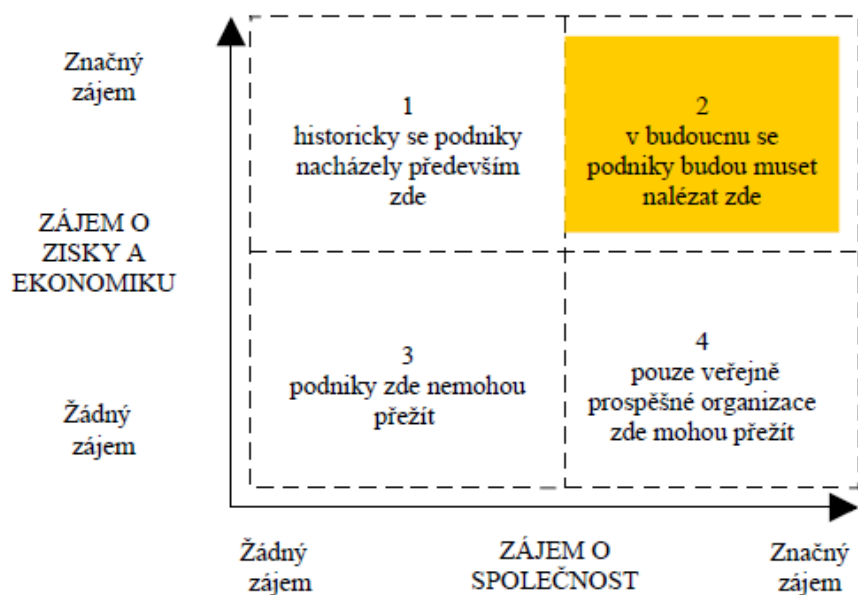 Značný
zájem
1
historicky se podniky
nacházely především
zde
2
v budoucnu se
podniky budou muset
nalézat zde
ZÁJEM O
ZISKY A
EKONOMIKU
3
podniky zde nemohou
přežít
4
pouze veřejně
prospěšné organizace
zde mohou přežít
Žádný
zájem
Žádný
zájem
ZÁJEM O
SPOLEČNOST
Značný
zájem